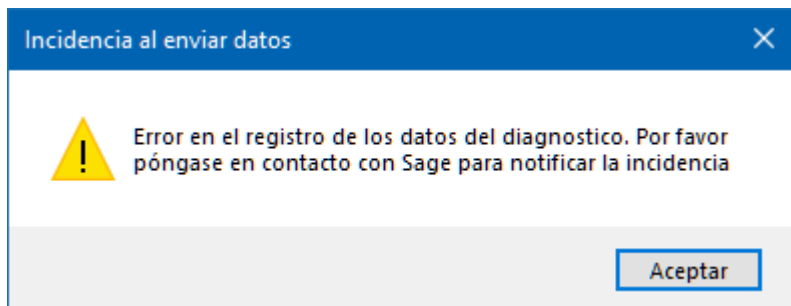 Incidencia al enviar datos
Error en el registro de los datos del diagnostico. Por favor
póngase en contacto con Sage para notificar la incidencia
Aceptar